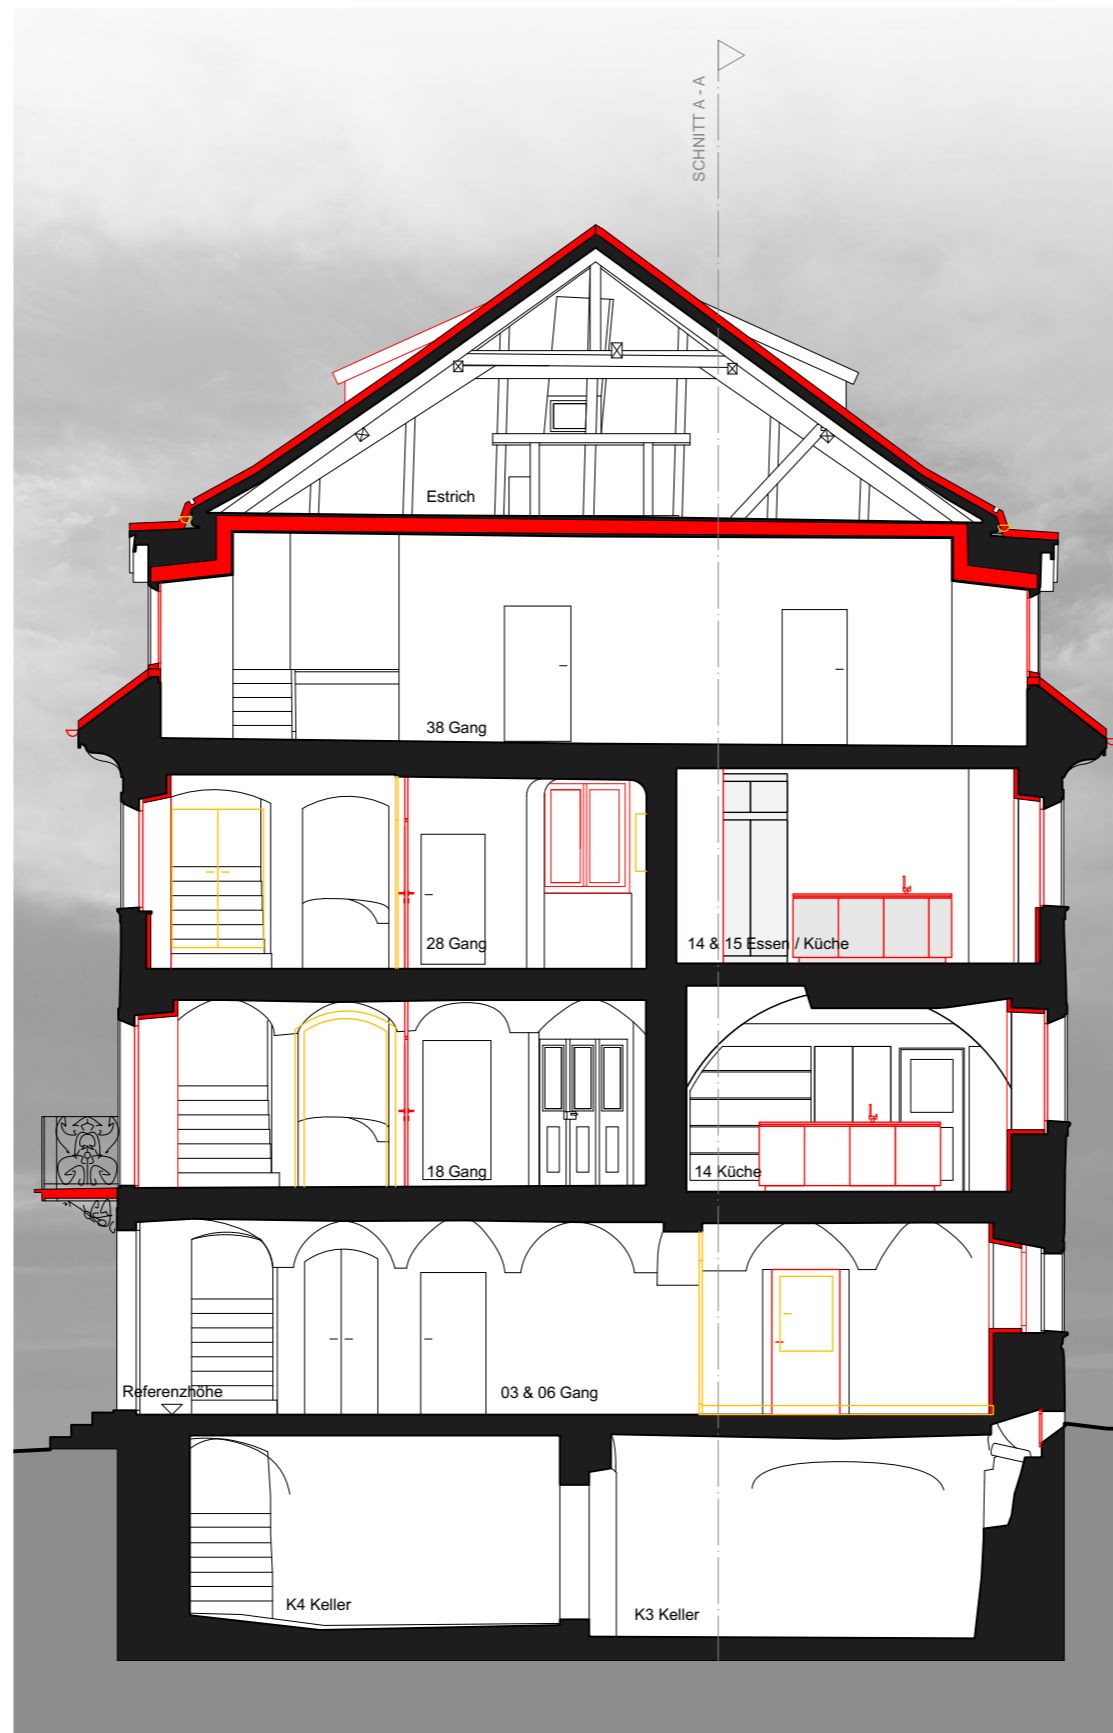 SCHNITT A - A
Estrich
38 Gang
28 Gang
14 & 15 Essen / Küche
18 Gang
14 Küche
Referenzhöhe
03 & 06 Gang
K4 Keller
K3 Keller